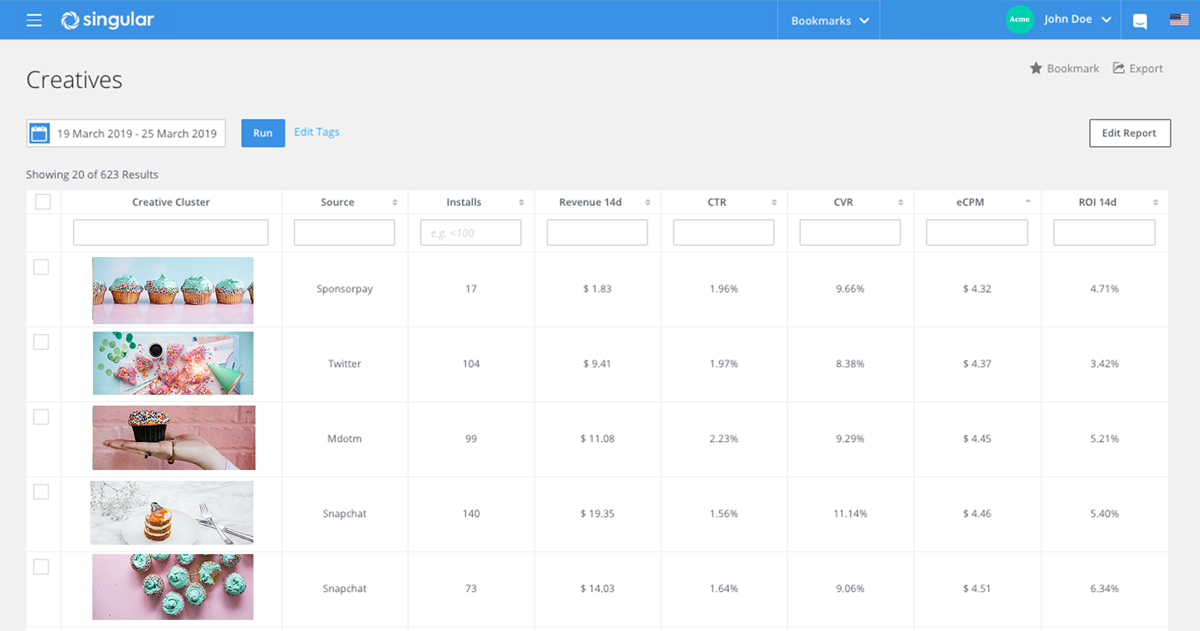 singular
Bookmarks
Acme
John Doe
Creatives
Bookmark
Export
19 March 2019 - 25 March 2019
Run
Edit Tags
Edit Report
Showing 20 of 623 Results
Creative Cluster Source Installs Revenue 14d CTR CVR eCPM ROI 14d
e.g. <100
Sponsorpay 17 $ 1.83 1.96% 9.66% $ 4.32 4.71%
Twitter 104 $ 9.41 1.97% 8.38% $ 4.37 3.42%
Mdotm 99 $ 11.08 2.23% 9.29% $ 4.45 5.21%
Snapchat 140 $ 19.35 1.56% 11.14% $ 4.46 5.40%
Snapchat 73 $ 14.03 1.64% 9.06% $ 4.51 6.34%